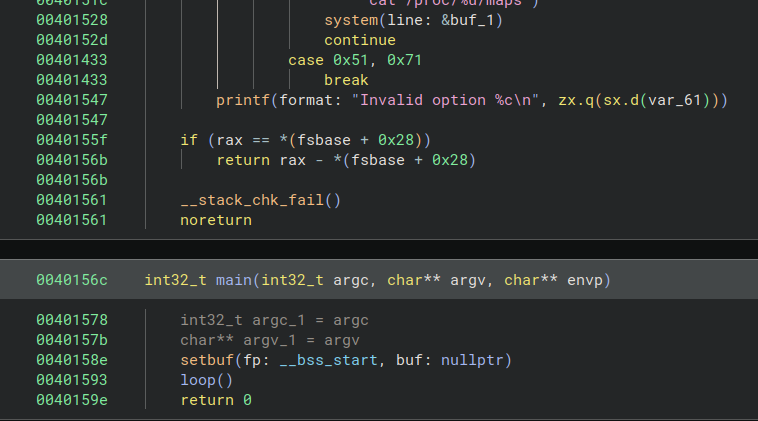 "cat /proc/%d/maps")
00401528 system(line: &buf_1)
0040152d continue
00401433 case 0x51, 0x71
00401433 break
00401547 printf(format: "Invalid option %c\n", zx.q(sx.d(var_61)))
00401547
0040155f if (rax == *(fsbase + 0x28))
0040156b return rax - *(fsbase + 0x28)
0040156b
00401561 __stack_chk_fail()
00401561 noreturn
0040156c int32_t main(int32_t argc, char** argv, char** envp)
00401578 int32_t argc_1 = argc
0040157b char** argv_1 = argv
0040158e setbuf(fp: __bss_start, buf: nullptr)
00401593 loop()
0040159e return 0